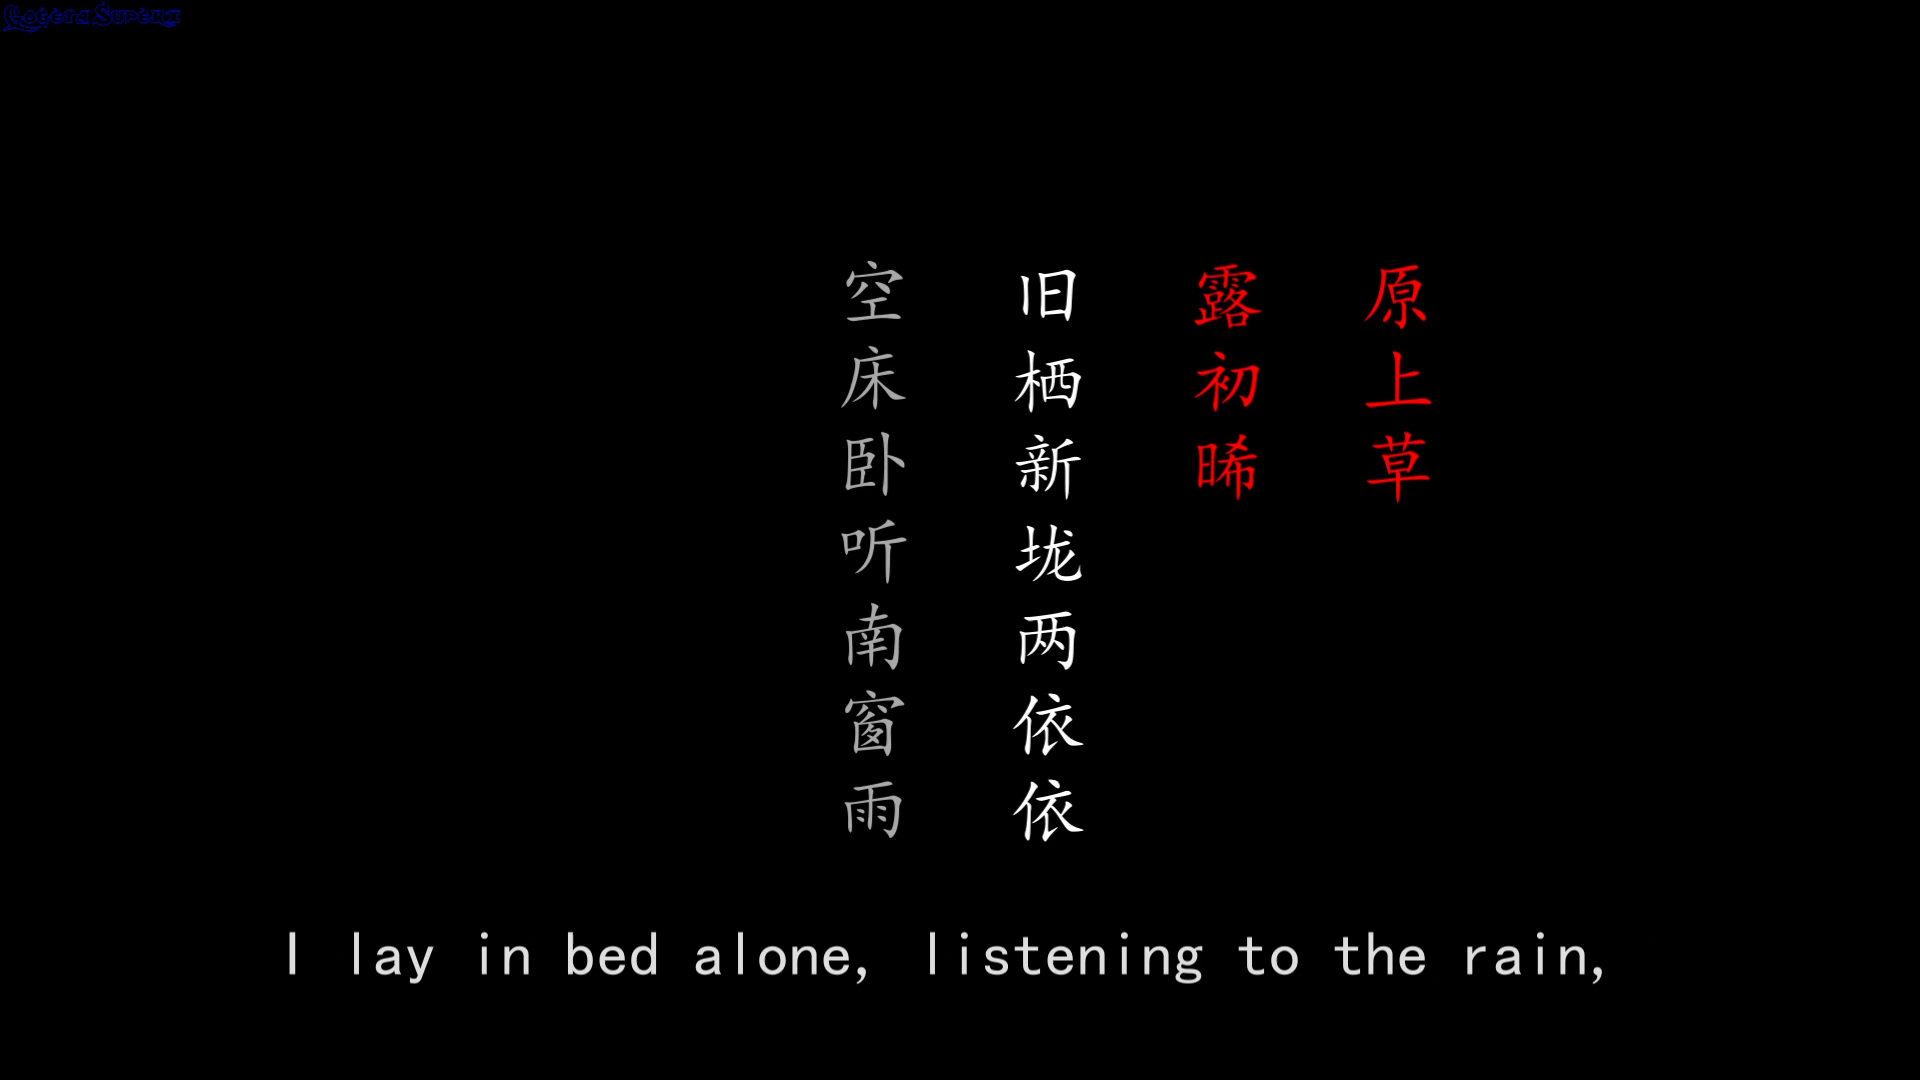 原上草
露初晞
旧栖新垅两依依
空床卧听南窗雨
I lay in bed alone, listening to the rain,